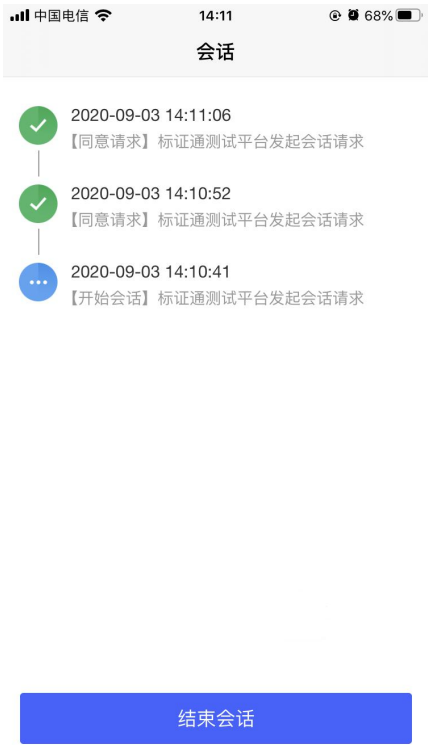 中国电信 14:11 68%
会话
2020-09-03 14:11:06
【同意请求】标证通测试平台发起会话请求
2020-09-03 14:10:52
【同意请求】标证通测试平台发起会话请求
2020-09-03 14:10:41
【开始会话】标证通测试平台发起会话请求
结束会话